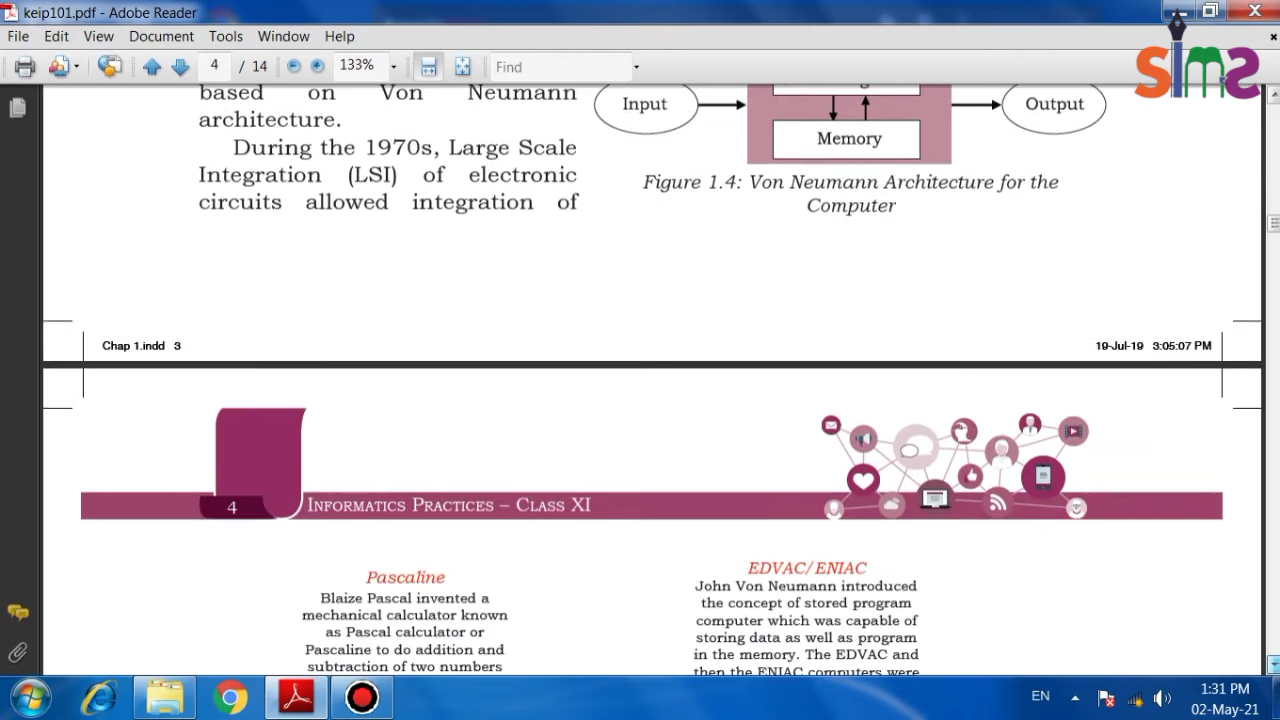 keip101.pdf - Adobe Reader
File Edit View Document Tools Window Help
4 / 14 133% Find
sims
based on Von Neumann
architecture.
During the 1970s, Large Scale
Integration (LSI) of electronic
circuits allowed integration of
Input
Memory
Output
Figure 1.4: Von Neumann Architecture for the
Computer
Chap 1.indd 3
19-Jul-19 3:05:07 PM
4 Informatics Practices – Class XI
Pascaline
Blaize Pascal invented a
mechanical calculator known
as Pascal calculator or
Pascaline to do addition and
subtraction of two numbers
EDVAC/ENIAC
John Von Neumann introduced
the concept of stored program
computer which was capable of
storing data as well as program
in the memory. The EDVAC and
then the ENIAC computers were
EN
1:31 PM
02-May-21